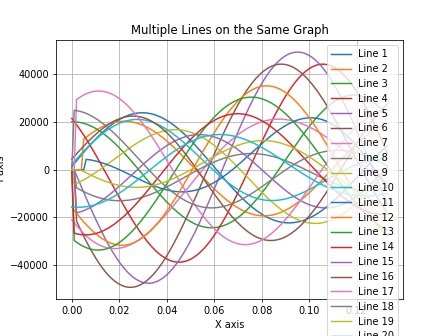 Multiple Lines on the Same Graph
40000
20000
0
−20000
−40000
0.00
0.02
0.04
0.06
0.08
0.10
X axis
Line 1
Line 2
Line 3
Line 4
Line 5
Line 6
Line 7
Line 8
Line 9
Line 10
Line 11
Line 12
Line 13
Line 14
Line 15
Line 16
Line 17
Line 18
Line 19
Line 20